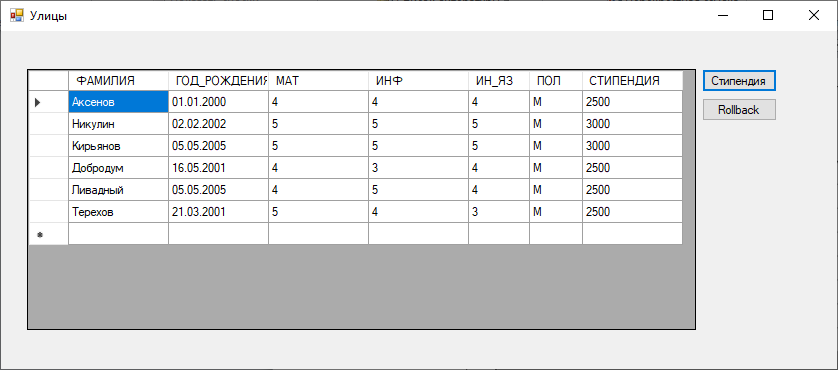 Улицы
ФАМИЛИЯ ГОД_РОЖДЕНИЯ МАТ ИНФ ИН_ЯЗ ПОЛ СТИПЕНДИЯ
Аксенов 01.01.2000 4 4 4 М 2500
Никулин 02.02.2002 5 5 5 М 3000
Кирьянов 05.05.2005 5 5 5 М 3000
Добродум 16.05.2001 4 3 4 М 2500
Ливадный 05.05.2005 4 5 4 М 2500
Терехов 21.03.2001 5 4 3 М 2500
Стипендия
Rollback